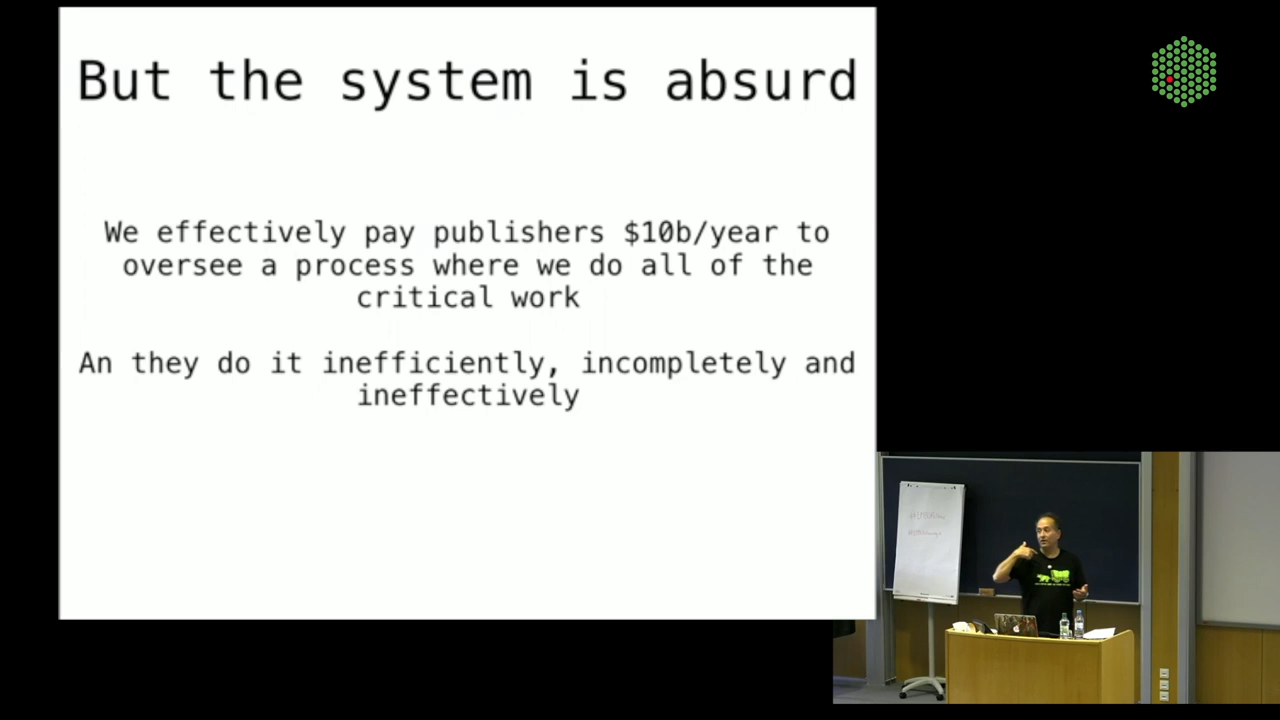 But the system is absurd
We effectively pay publishers $10b/year to
oversee a process where we do all of the
critical work
An they do it inefficiently, incompletely and
ineffectively